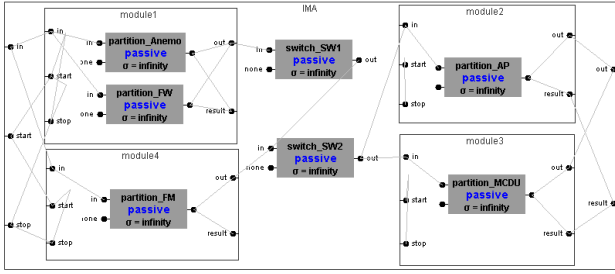 IMA
module1
in
in
start
stop
in
one
partition_Anemo
passive
σ = infinity
in
none
partition_FW
passive
σ = infinity
out
result
in
none
switch_SW1
passive
σ = infinity
out
module2
in
start
stop
partition_AP
passive
σ = infinity
out
result
out
start
stop
module4
in
start
stop
in
none
partition_FM
passive
σ = infinity
out
result
in
none
switch_SW2
passive
σ = infinity
out
module3
in
start
stop
partition_MCDU
passive
σ = infinity
out
result
result